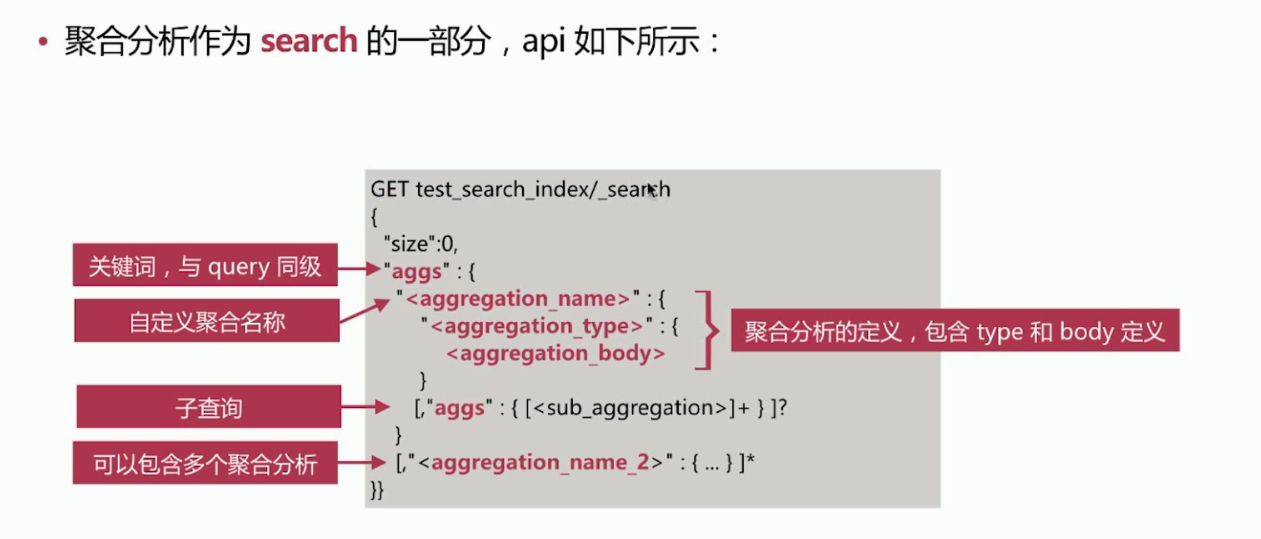 • 聚合分析作为 search 的一部分，api 如下所示：
GET test_search_index/_search
{
"size":0,
关键词，与 query 同级
"aggs" : {
自定义聚合名称
"<aggregation_name>" : {
"<aggregation_type>" : {
聚合分析的定义，包含 type 和 body 定义
<aggregation_body>
}
子查询
[,"aggs" : { [<sub_aggregation>]+ } ]?
}
可以包含多个聚合分析
[,"<aggregation_name_2>" : { ... } ]*
}}